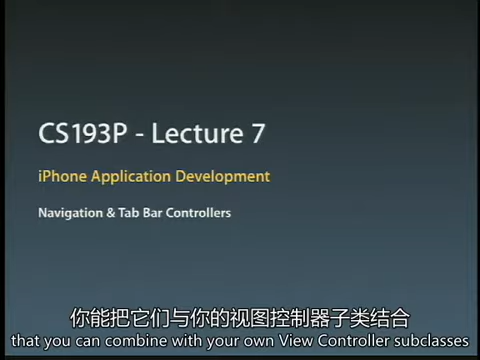 CS193P - Lecture 7
iPhone Application Development
Navigation & Tab Bar Controllers
你能把它们与你的视图控制器子类结合
that you can combine with your own View Controller subclasses